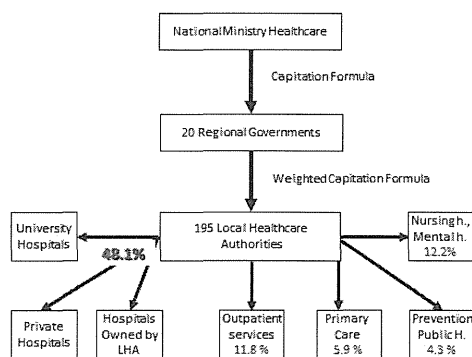 National Ministry Healthcare
Capitation Formula
20 Regional Governments
Weighted Capitation Formula
University
Hospitals
195 Local Healthcare
Authorities
Nursing h.,
Mental h.
12.2%
48.1%
Private
Hospitals
Hospitals
Owned by
LHA
Outpatient
services
11.8 %
Primary
Care
5.9 %
Prevention
Public H.
4.3 %